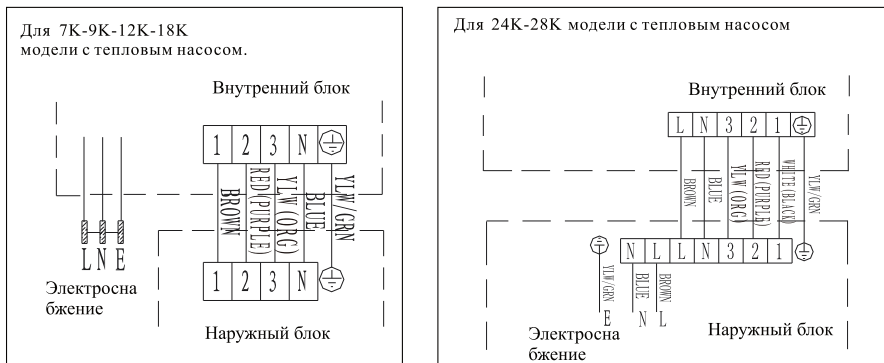 Для 7K-9K-12K-18K
модели с тепловым насосом.
Внутренний блок
1 2 3 N
BROWN
RED(PURPLE)
YLW(ORG)
BLUE
YLW/GRN
1 2 3 N
L N E
Электросна
бжение
Наружный блок
Для 24K-28K модели с тепловым насосом
Внутренний блок
L N 3 2 1
BROWN
BLUE
YLW(ORG)
RED(PURPLE)
WHITE(BLACK)
YLW/GRN
N L L N 3 2 1
YLW/GRN
BLUE
BROWN
E N L
Электросна
бжение
Наружный блок